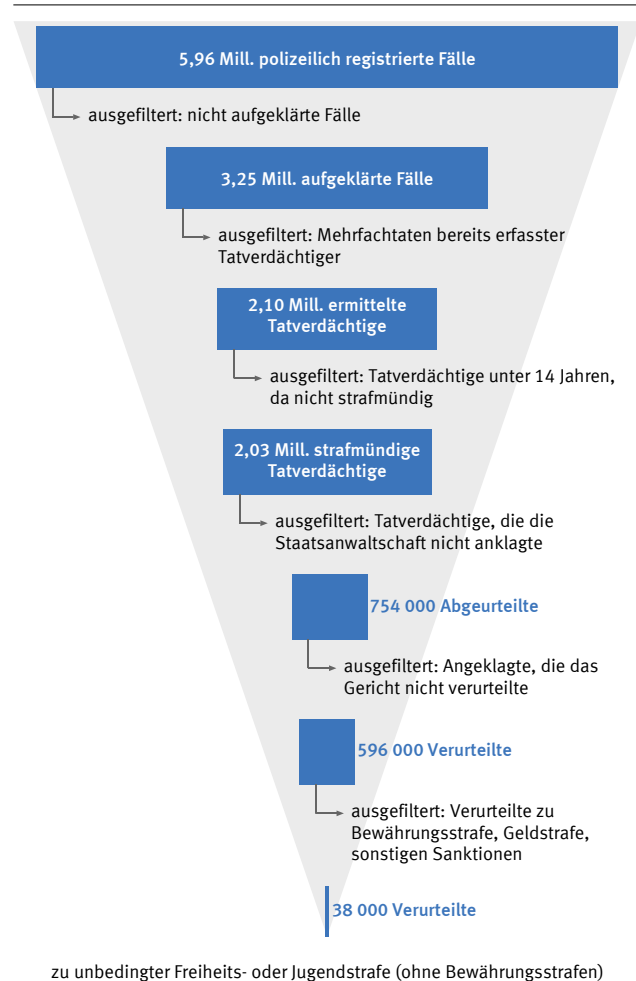 5,96 Mill. polizeilich registrierte Fälle
ausgefiltert: nicht aufgeklärte Fälle
3,25 Mill. aufgeklärte Fälle
ausgefiltert: Mehrfachtaten bereits erfasster
Tatverdächtiger
2,10 Mill. ermittelte
Tatverdächtige
ausgefiltert: Tatverdächtige unter 14 Jahren,
da nicht strafmündig
2,03 Mill. strafmündige
Tatverdächtige
ausgefiltert: Tatverdächtige, die die
Staatsanwaltschaft nicht anklagte
754 000 Abgeurteilte
ausgefiltert: Angeklagte, die das
Gericht nicht verurteilte
596 000 Verurteilte
ausgefiltert: Verurteilte zu
Bewährungsstrafe, Geldstrafe,
sonstigen Sanktionen
38 000 Verurteilte
zu unbedingter Freiheits- oder Jugendstrafe (ohne Bewährungsstrafen)